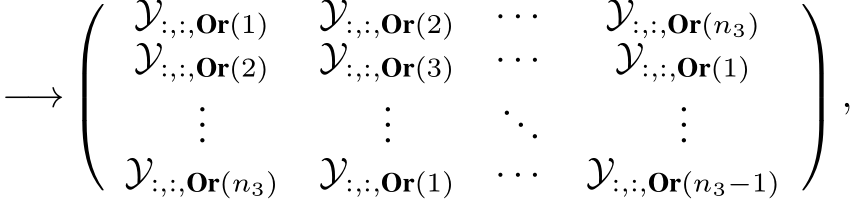 ⟶ ( 𝒴:,:,Or(1) 𝒴:,:,Or(2) ⋯ 𝒴:,:,Or(n₃)
𝒴:,:,Or(2) 𝒴:,:,Or(3) ⋯ 𝒴:,:,Or(1)
⋮ ⋮ ⋱ ⋮
𝒴:,:,Or(n₃) 𝒴:,:,Or(1) ⋯ 𝒴:,:,Or(n₃−1) ) ,